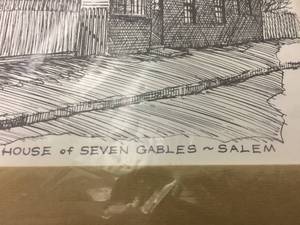 HOUSE of SEVEN GABLES ~ SALEM